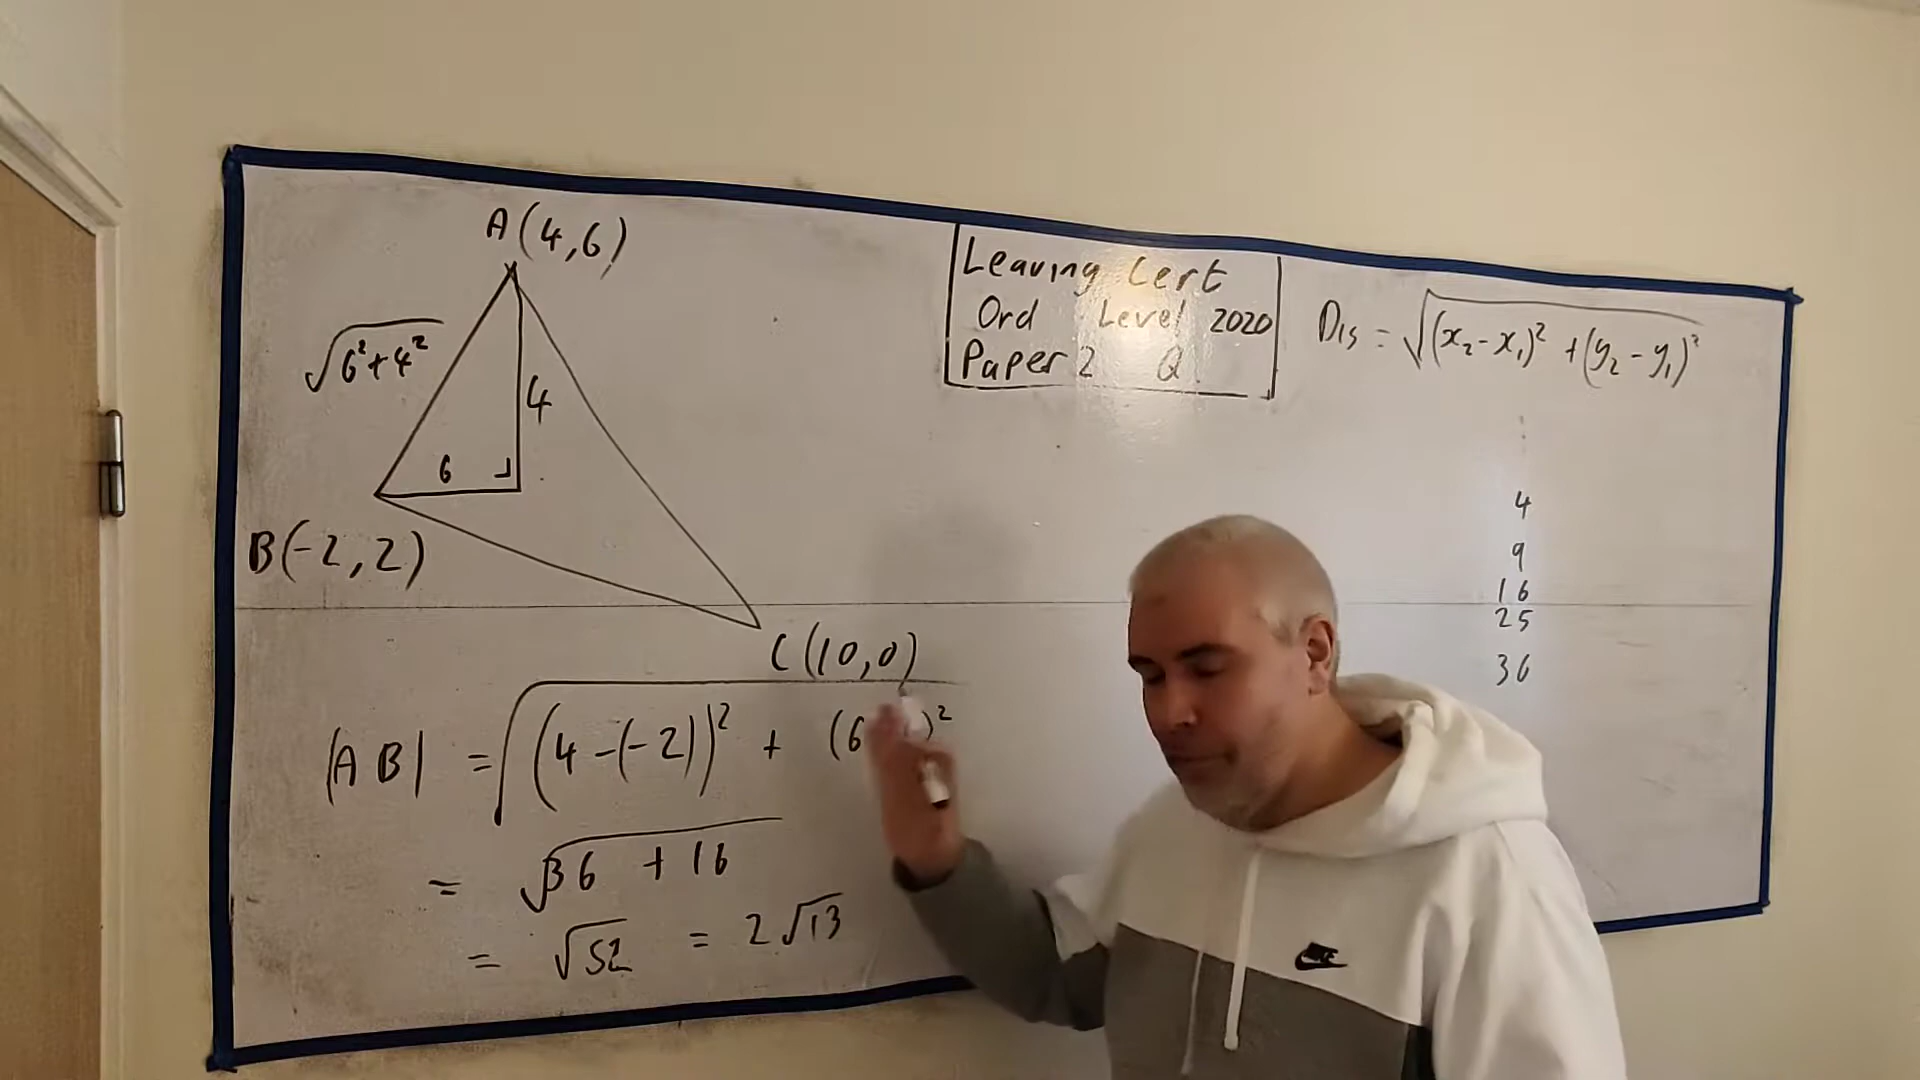 A(4,6)
√6²+4²
4
6
B(-2,2)
C(10,0)
Leaving Cert
Ord Level 2020
Paper 2 Q
Dis = √(x₂-x₁)² + (y₂-y₁)²
4
9
16
25
36
|AB| = √(4-(-2))² + (6 )²
= √36 + 16
= √52 = 2√13